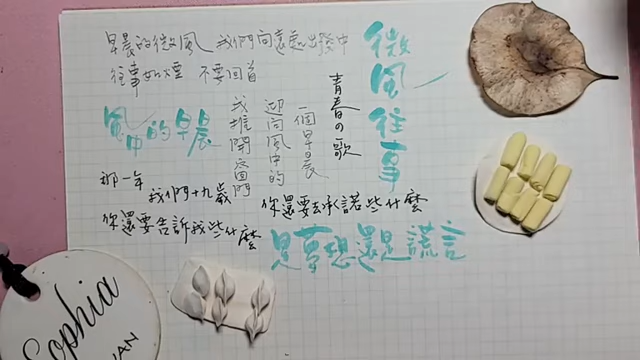 早晨的微風 我們向遠處出發中
往事如煙 不要回首
微風往事
青春の歌
一個早晨
迎向風中的
我推開窗門
風中的早晨
那一年
我們十九歲
你還要去承諾些什麼
你還要告訴我些什麼
是夢想還是謊言
Sophia